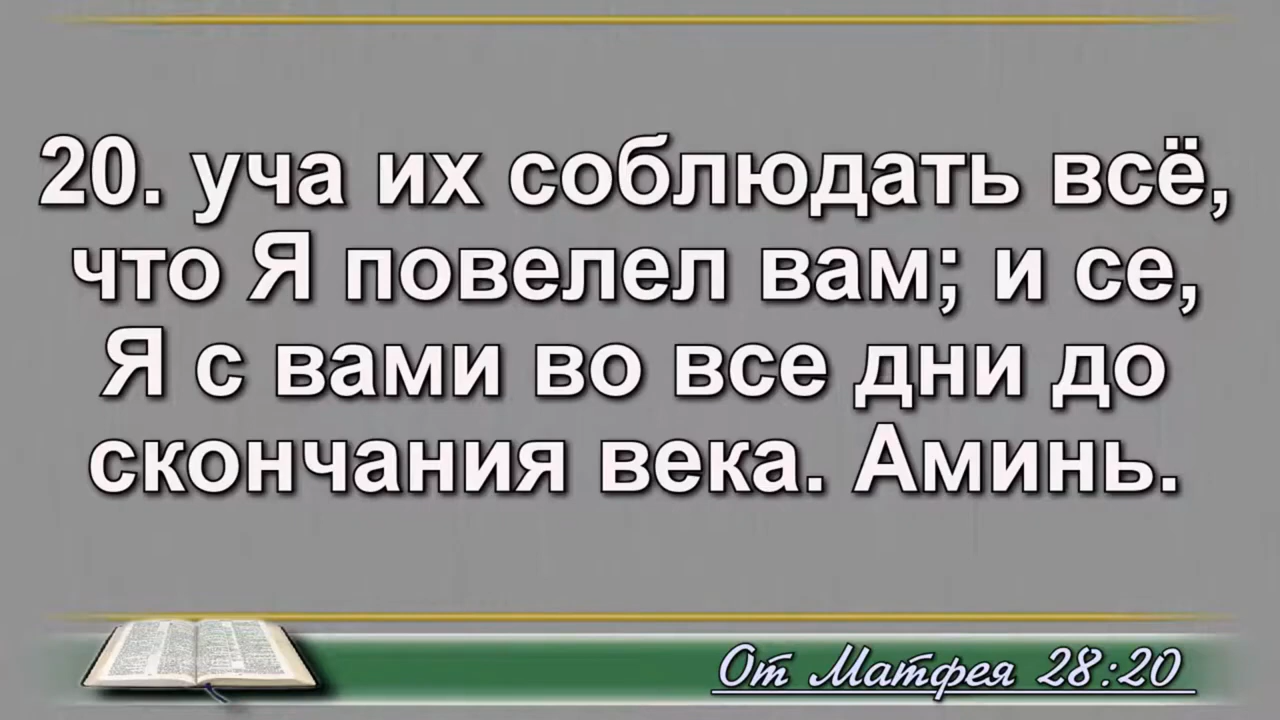 20. уча их соблюдать всё,
что Я повелел вам; и се,
Я с вами во все дни до
скончания века. Аминь.
От Матфея 28:20